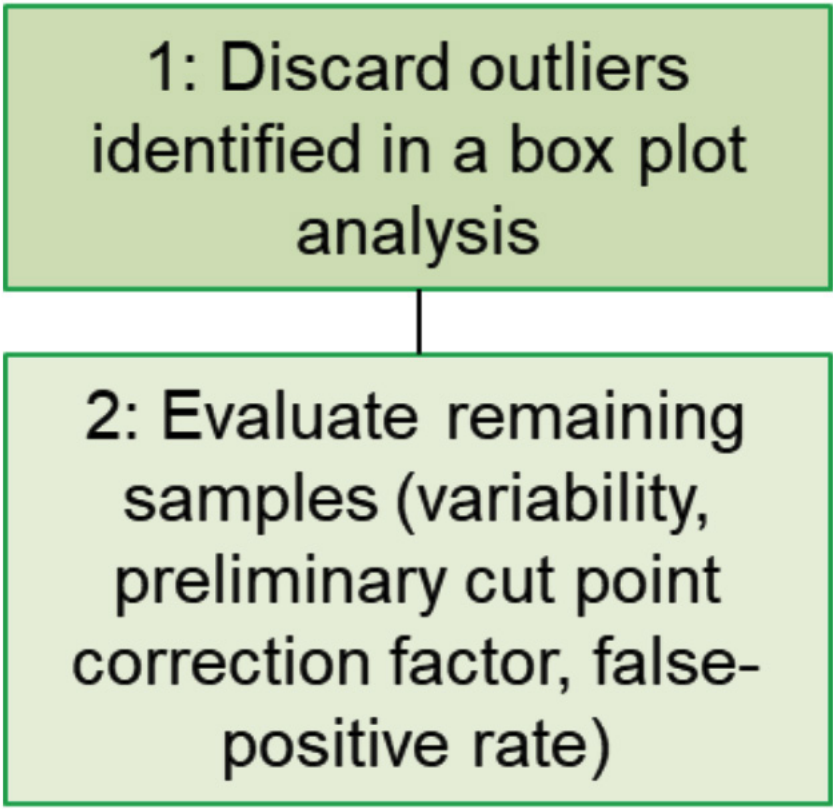 1: Discard outliers
identified in a box plot
analysis
2: Evaluate remaining
samples (variability,
preliminary cut point
correction factor, false-
positive rate)